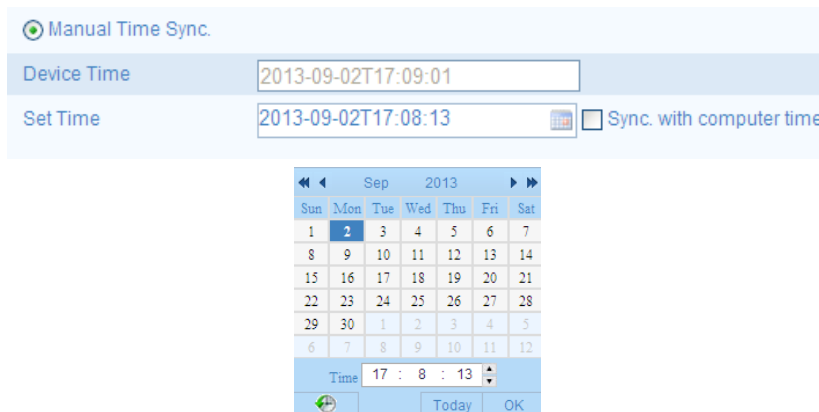 Manual Time Sync.
Device Time 2013-09-02T17:09:01
Set Time 2013-09-02T17:08:13 Sync. with computer time
Sep 2013
Sun Mon Tue Wed Thu Fri Sat
1 2 3 4 5 6 7
8 9 10 11 12 13 14
15 16 17 18 19 20 21
22 23 24 25 26 27 28
29 30 1 2 3 4 5
6 7 8 9 10 11 12
Time 17 : 8 : 13
Today OK